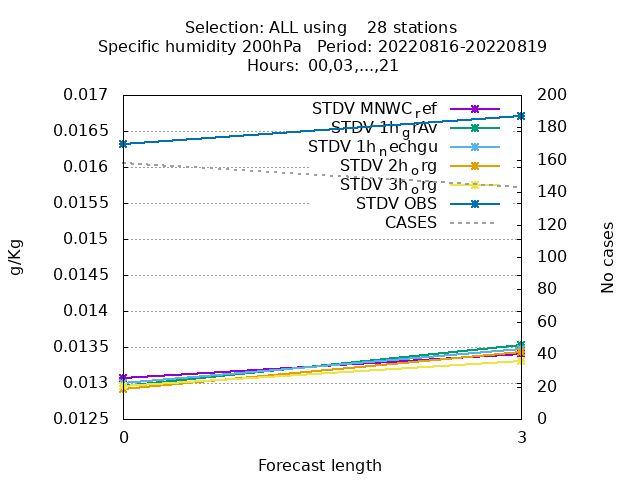 Selection: ALL using 28 stations
Specific humidity 200hPa Period: 20220816-20220819
Hours: 00,03,...,21
0.017
0.0165
0.016
0.0155
0.015
0.0145
0.014
0.0135
0.013
0.0125
g/Kg
STDV MNWC_ref
STDV 1h_grAv
STDV 1h_nechgu
STDV 2h_org
STDV 3h_org
STDV OBS
CASES
200
180
160
140
120
100
80
60
40
20
0
No cases
0 3
Forecast length